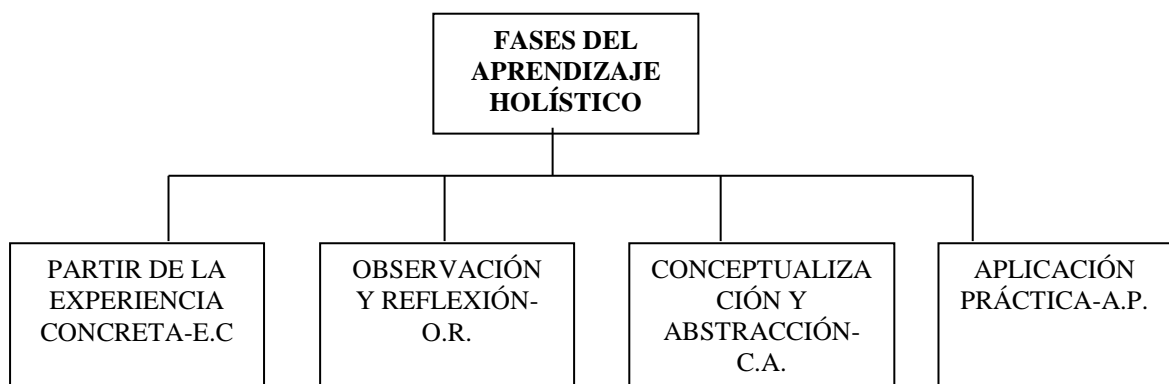 FASES DEL
APRENDIZAJE
HOLÍSTICO
PARTIR DE LA
EXPERIENCIA
CONCRETA-E.C
OBSERVACIÓN
Y REFLEXIÓN-
O.R.
CONCEPTUALIZA
CIÓN Y
ABSTRACCIÓN-
C.A.
APLICACIÓN
PRÁCTICA-A.P.